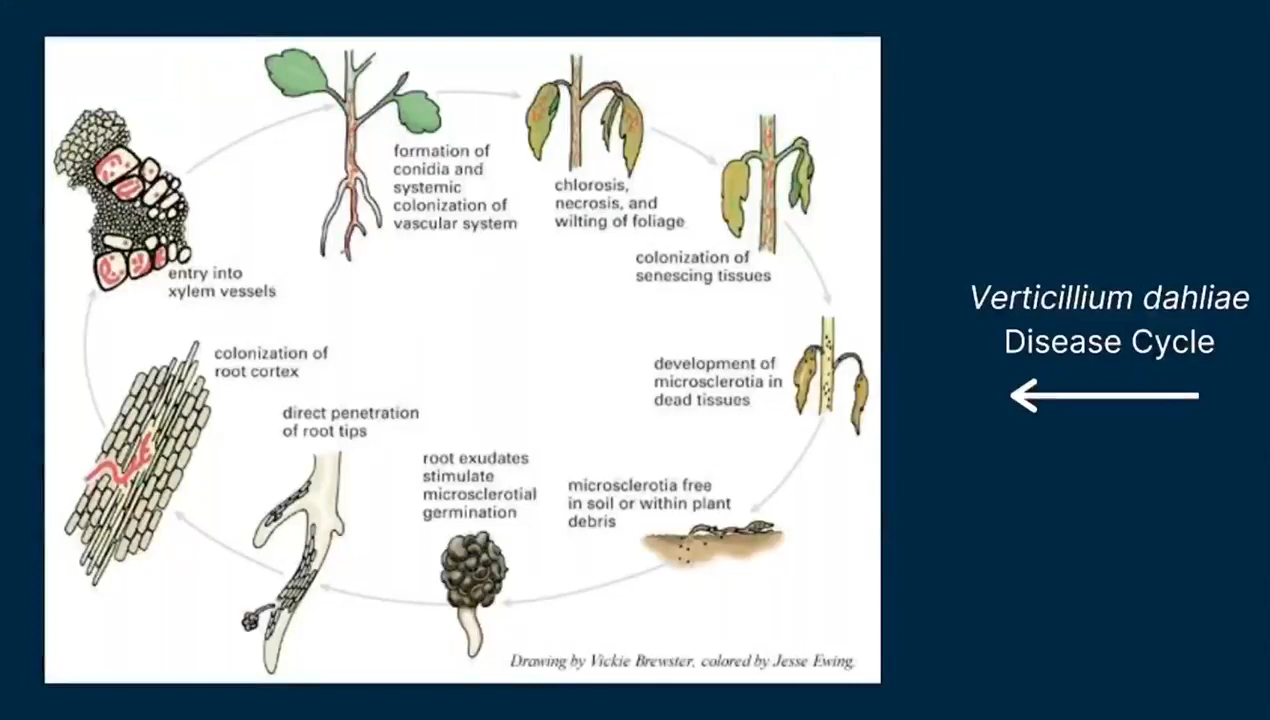 formation of
conidia and
systemic
colonization of
vascular system
chlorosis,
necrosis, and
wilting of foliage
colonization of
senescing tissues
entry into
xylem vessels
Verticillium dahliae
Disease Cycle
colonization of
root cortex
development of
microsclerotia in
dead tissues
direct penetration
of root tips
root exudates
stimulate
microsclerotial
germination
microsclerotia free
in soil or within plant
debris
Drawing by Vickie Brewster, colored by Jesse Ewing.